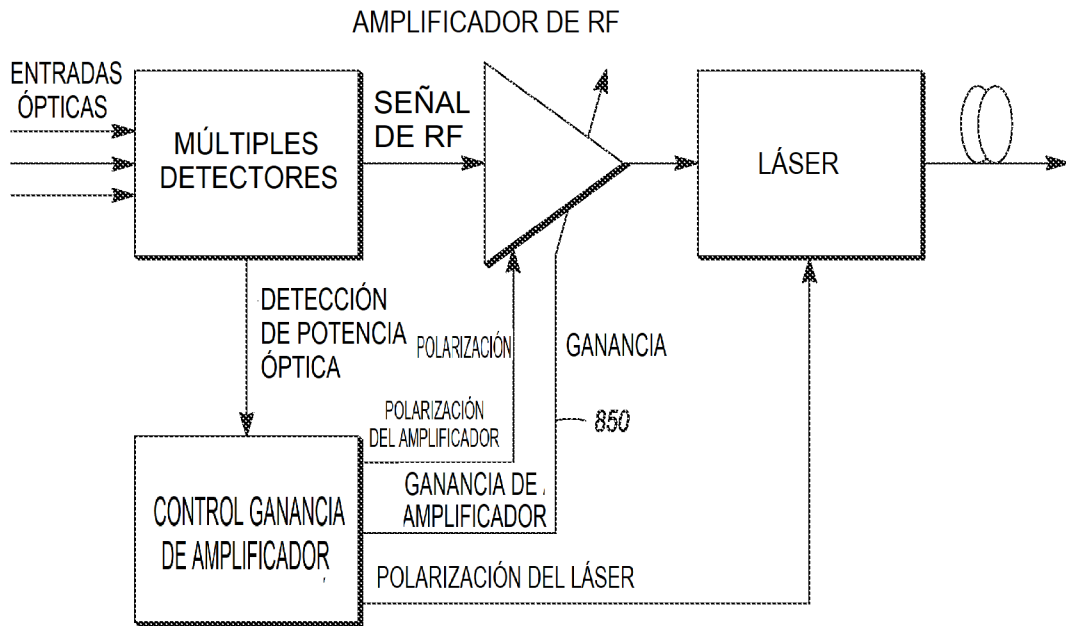 AMPLIFICADOR DE RF
ENTRADAS
ÓPTICAS
MÚLTIPLES
DETECTORES
SEÑAL
DE RF
LÁSER
DETECCIÓN
DE POTENCIA
ÓPTICA
POLARIZACIÓN
GANANCIA
POLARIZACIÓN
DEL AMPLIFICADOR
850
CONTROL GANANCIA
DE AMPLIFICADOR
GANANCIA DE
AMPLIFICADOR
POLARIZACIÓN DEL LÁSER